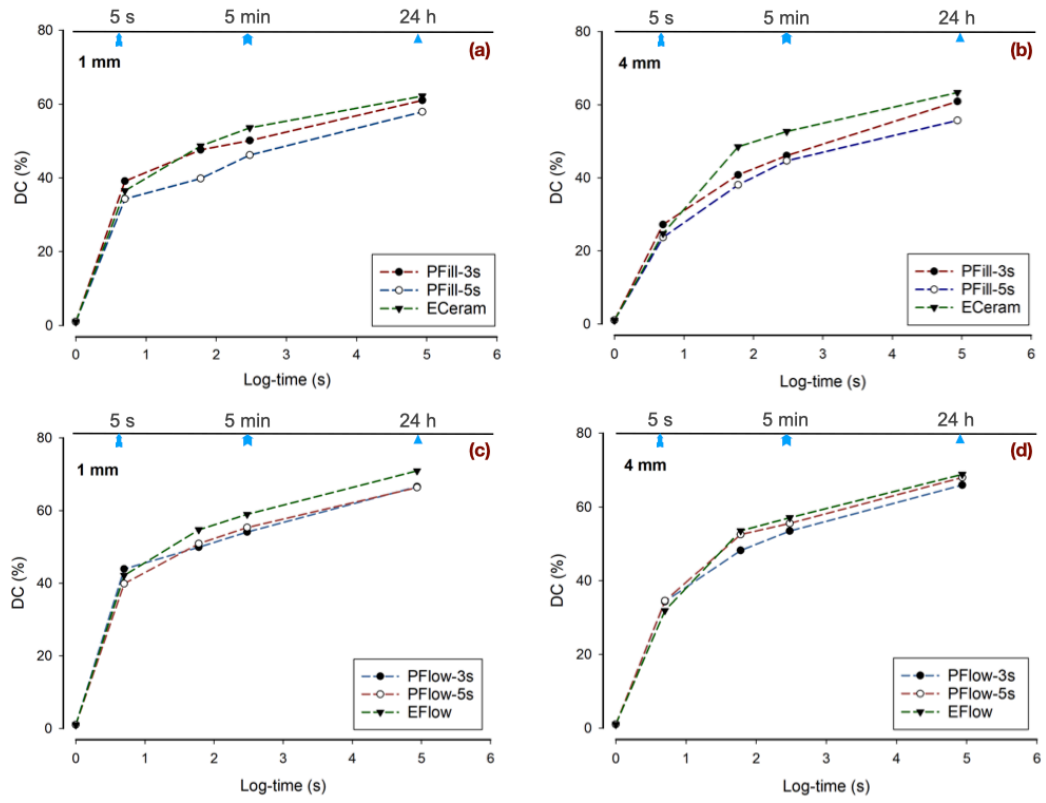 5 s 5 min 24 h
80
(a)
1 mm
60
40
20
0
DC (%)
PFill-3s
PFill-5s
ECeram
0 1 2 3 4 5 6
Log-time (s)
5 s 5 min 24 h
80
(b)
4 mm
60
40
20
0
DC (%)
PFill-3s
PFill-5s
ECeram
0 1 2 3 4 5 6
Log-time (s)
5 s 5 min 24 h
80
(c)
1 mm
60
40
20
0
DC (%)
PFlow-3s
PFlow-5s
EFlow
0 1 2 3 4 5 6
Log-time (s)
5 s 5 min 24 h
80
(d)
4 mm
60
40
20
0
DC (%)
PFlow-3s
PFlow-5s
EFlow
0 1 2 3 4 5 6
Log-time (s)